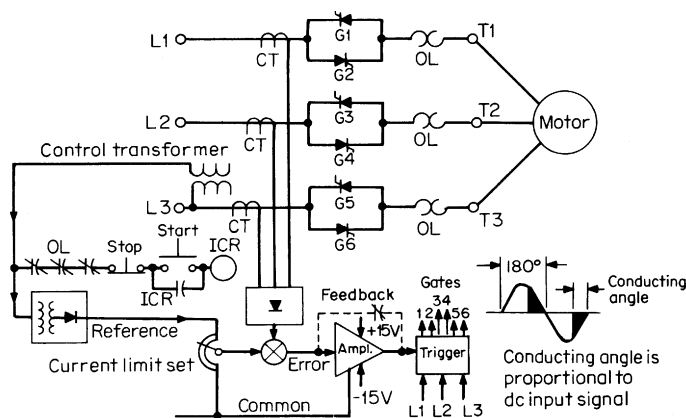 L1
CT
G1
G2
OL
T1
L2
CT
G3
G4
OL
T2
Motor
Control transformer
L3
CT
G5
G6
OL
T3
OL
Stop
Start
ICR
ICR
Reference
Current limit set
Error
Feedback
+15V
Ampl.
-15V
Common
Gates
34
12
56
Trigger
L1 L2 L3
180°
Conducting
angle
Conducting angle is
proportional to
dc input signal